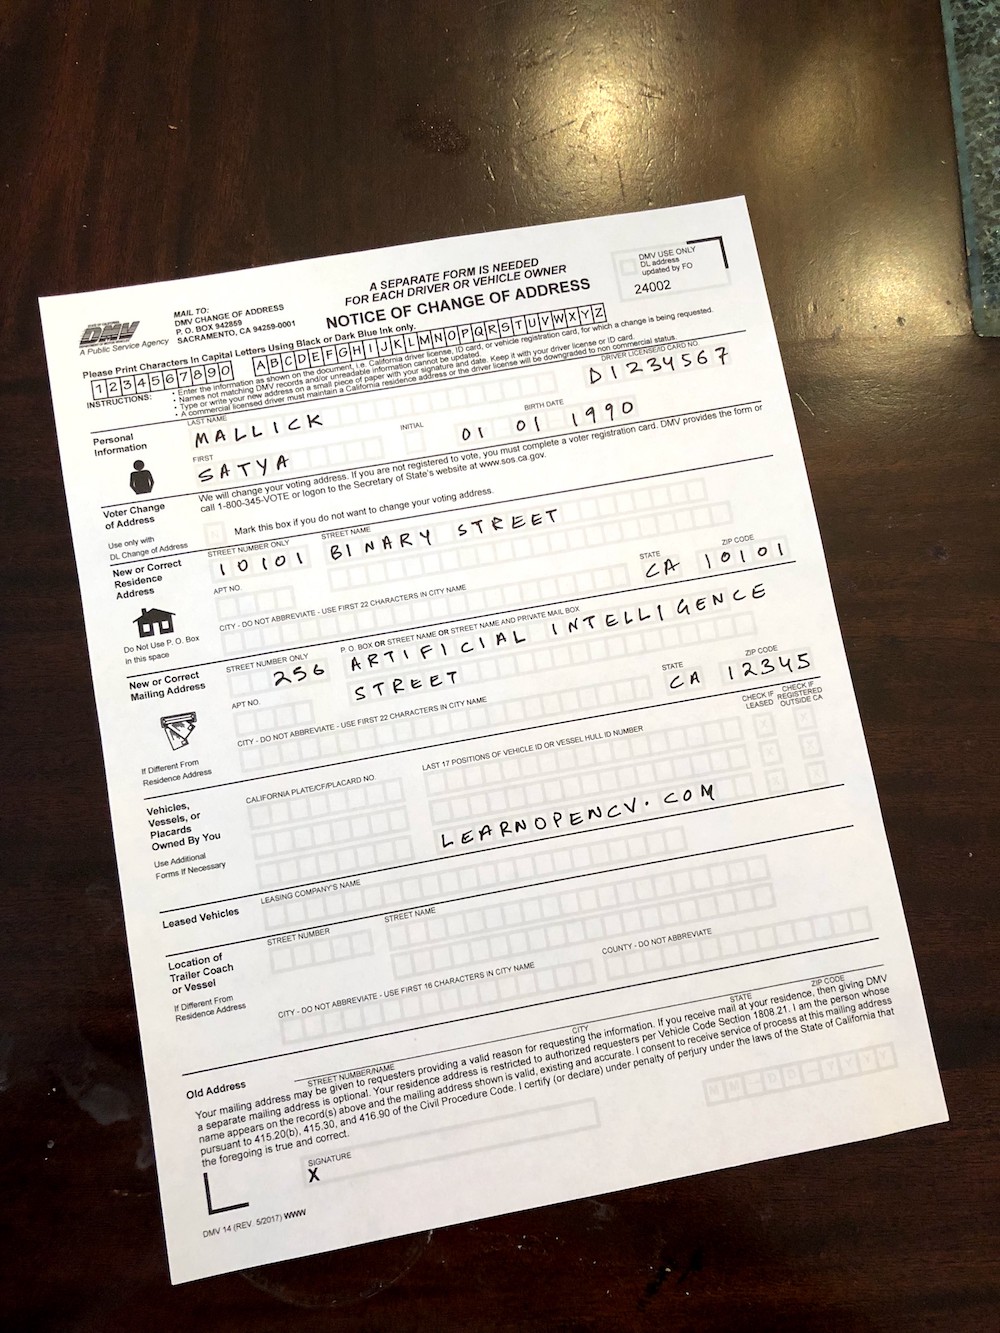 MAIL TO:
DMV CHANGE OF ADDRESS
P. O. BOX 942859
SACRAMENTO, CA 94259-0001
DMV
A Public Service Agency
A SEPARATE FORM IS NEEDED
FOR EACH DRIVER OR VEHICLE OWNER
NOTICE OF CHANGE OF ADDRESS
DMV USE ONLY
DL address
updated by FO
24002
Please Print Characters In Capital Letters Using Black or Dark Blue Ink only.
1234567890 ABCDEFGHIJKLMNOPQRSTUVWXYZ
INSTRUCTIONS:
• Enter the information as shown on the document, i.e. California driver license, ID card, or vehicle registration card, for which a change is being requested.
• Names not matching DMV records and/or unreadable information cannot be updated.
• Type or write your new address on a small piece of paper with your signature and date. Keep it with your driver license or ID card.
• A commercial licensed driver must maintain a California residence address or the driver license will be downgraded to non commercial status.
Personal
Information
LAST NAME
MALLICK
DRIVER LICENSE/ID CARD NO.
D1234567
FIRST
SATYA
INITIAL
BIRTH DATE
01 01 1990
Voter Change
of Address
Use only with
DL Change of Address
We will change your voting address. If you are not registered to vote, you must complete a voter registration card. DMV provides the form or
call 1-800-345-VOTE or logon to the Secretary of State's website at www.sos.ca.gov.
Mark this box if you do not want to change your voting address.
New or Correct
Residence
Address
Do Not Use P. O. Box
in this space
STREET NUMBER ONLY
10101
STREET NAME
BINARY STREET
APT NO.
CITY - DO NOT ABBREVIATE - USE FIRST 22 CHARACTERS IN CITY NAME
STATE
CA
ZIP CODE
10101
New or Correct
Mailing Address
If Different From
Residence Address
STREET NUMBER ONLY
256
P. O. BOX OR STREET NAME OR STREET NAME AND PRIVATE MAIL BOX
ARTIFICIAL INTELLIGENCE
STREET
APT NO.
CITY - DO NOT ABBREVIATE - USE FIRST 22 CHARACTERS IN CITY NAME
STATE
CA
ZIP CODE
12345
Vehicles,
Vessels, or
Placards
Owned By You
Use Additional
Forms If Necessary
CALIFORNIA PLATE/CF/PLACARD NO.
LAST 17 POSITIONS OF VEHICLE ID OR VESSEL HULL ID NUMBER
CHECK IF
LEASED
CHECK IF
REGISTERED
OUTSIDE CA
LEARNOPENCV.COM
Leased Vehicles
LEASING COMPANY'S NAME
Location of
Trailer Coach
or Vessel
If Different From
Residence Address
STREET NUMBER
STREET NAME
CITY - DO NOT ABBREVIATE - USE FIRST 16 CHARACTERS IN CITY NAME
COUNTY - DO NOT ABBREVIATE
Old Address
STREET NUMBER/NAME
CITY
STATE
ZIP CODE
Your mailing address may be given to requesters providing a valid reason for requesting the information. If you receive mail at your residence, then giving DMV
a separate mailing address is optional. Your residence address is restricted to authorized requesters per Vehicle Code Section 1808.21. I am the person whose
name appears on the record(s) above and the mailing address shown is valid, existing and accurate. I consent to receive service of process at this mailing address
pursuant to 415.20(b), 415.30, and 416.90 of the Civil Procedure Code. I certify (or declare) under penalty of perjury under the laws of the State of California that
the foregoing is true and correct.
MM-DD-YYYY
SIGNATURE
X
DMV 14 (REV. 5/2017) WWW